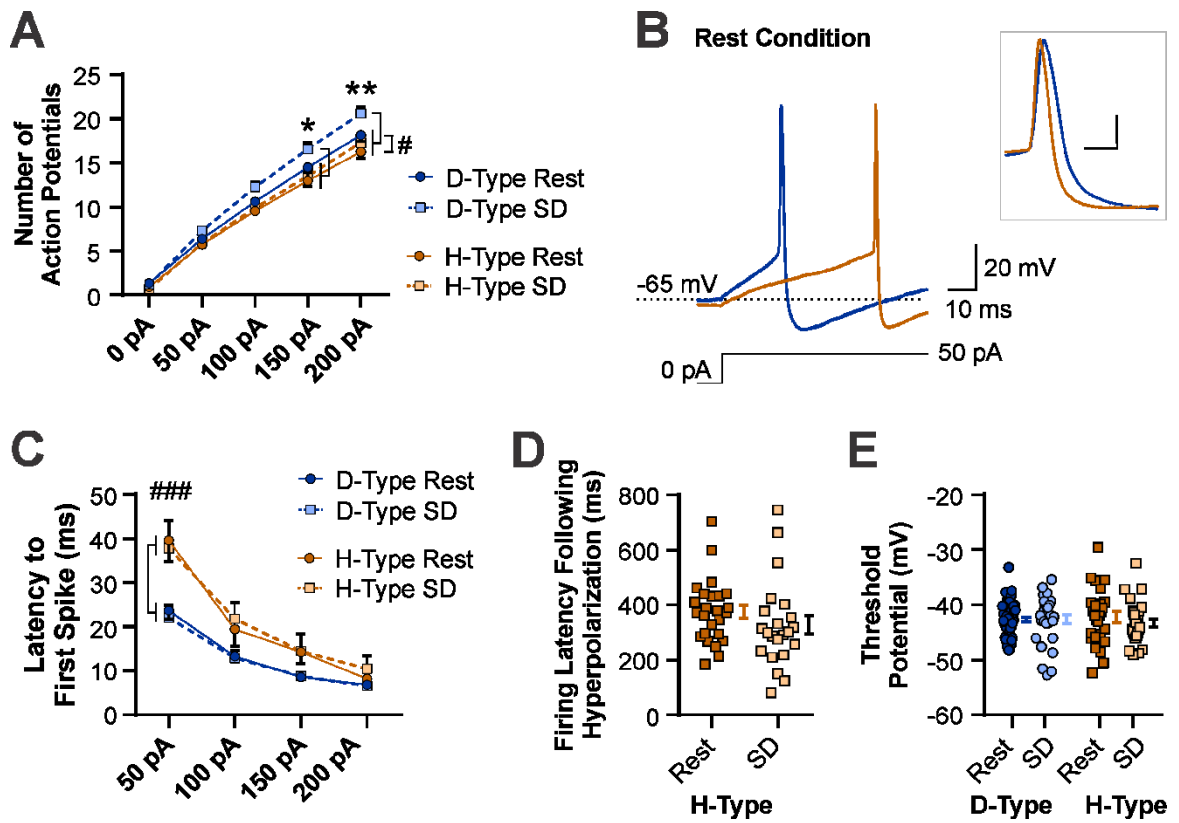 A
Number of
Action Potentials
25
20
15
10
5
0
*
**
#
0 pA
50 pA
100 pA
150 pA
200 pA
D-Type Rest
D-Type SD
H-Type Rest
H-Type SD
B
Rest Condition
-65 mV
20 mV
10 ms
0 pA
50 pA
C
Latency to
First Spike (ms)
50
40
30
20
10
0
###
50 pA
100 pA
150 pA
200 pA
D-Type Rest
D-Type SD
H-Type Rest
H-Type SD
D
Firing Latency Following
Hyperpolarization (ms)
800
600
400
200
0
Rest
SD
H-Type
E
Threshold
Potential (mV)
-20
-30
-40
-50
-60
Rest
SD
Rest
SD
D-Type
H-Type